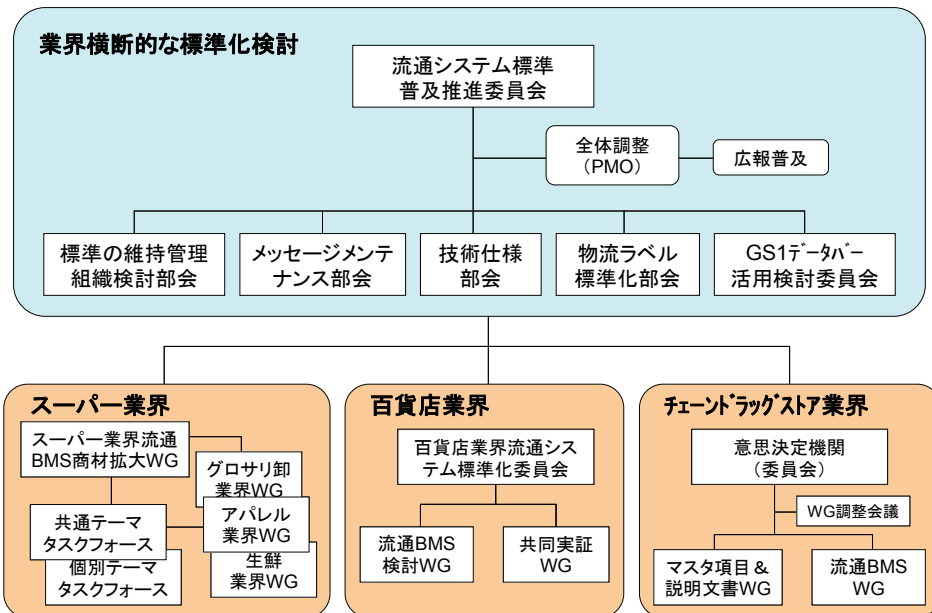 業界横断的な標準化検討
流通システム標準
普及推進委員会
全体調整
（PMO）
広報普及
標準の維持管理
組織検討部会
メッセージメンテ
ナンス部会
技術仕様
部会
物流ラベル
標準化部会
GS1ﾃﾞｰﾀﾊﾞｰ
活用検討委員会
スーパー業界
スーパー業界流通
BMS商材拡大WG
グロサリ卸
業界WG
共通テーマ
タスクフォース
アパレル
業界WG
個別テーマ
タスクフォース
生鮮
業界WG
百貨店業界
百貨店業界流通シス
テム標準化委員会
流通BMS
検討WG
共同実証
WG
ﾁｪｰﾝﾄﾞﾗｯｸﾞｽﾄｱ業界
意思決定機関
（委員会）
WG調整会議
マスタ項目＆
説明文書WG
流通BMS
WG